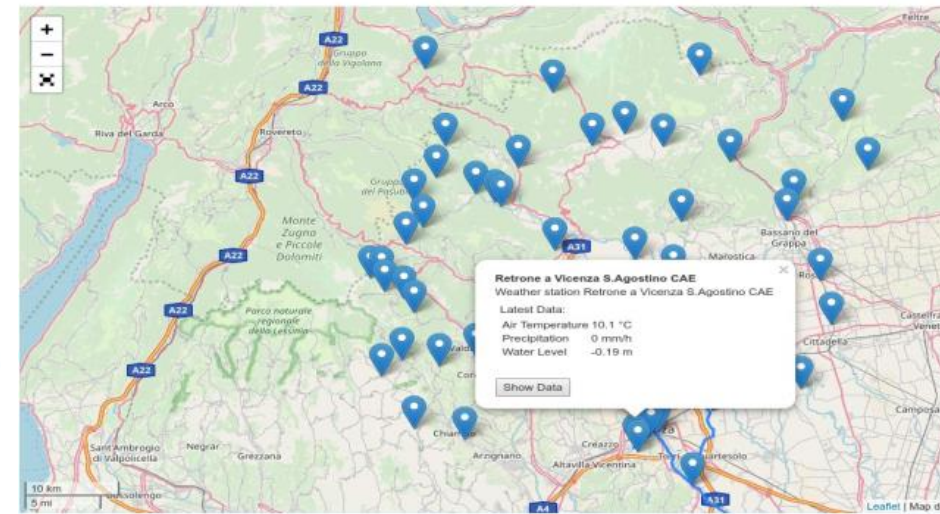 +
Feltre
−
A22
Gruppo
della Vigolana
A22
Arco
Riva del Garda
Rovereto
A22
Gruppo
del Pasubio
Monte
Zugna
e Piccole
Dolomiti
A31
Bassano del
Grappa
Marostica
A22
Retrone a Vicenza S.Agostino CAE
×
Weather station Retrone a Vicenza S.Agostino CAE
Latest Data:
Air Temperature 10.1 °C
Precipitation 0 mm/h
Water Level -0.19 m
Show Data
A22
Parco naturale
regionale
della Lessinia
Cittadella
A22
Sant'Ambrogio
di Valpolicella
Negrar
Grezzana
Arzignano
Creazzo
Altavilla Vicentina
10 km
5 mi
A4
A31
Leaflet | Map d